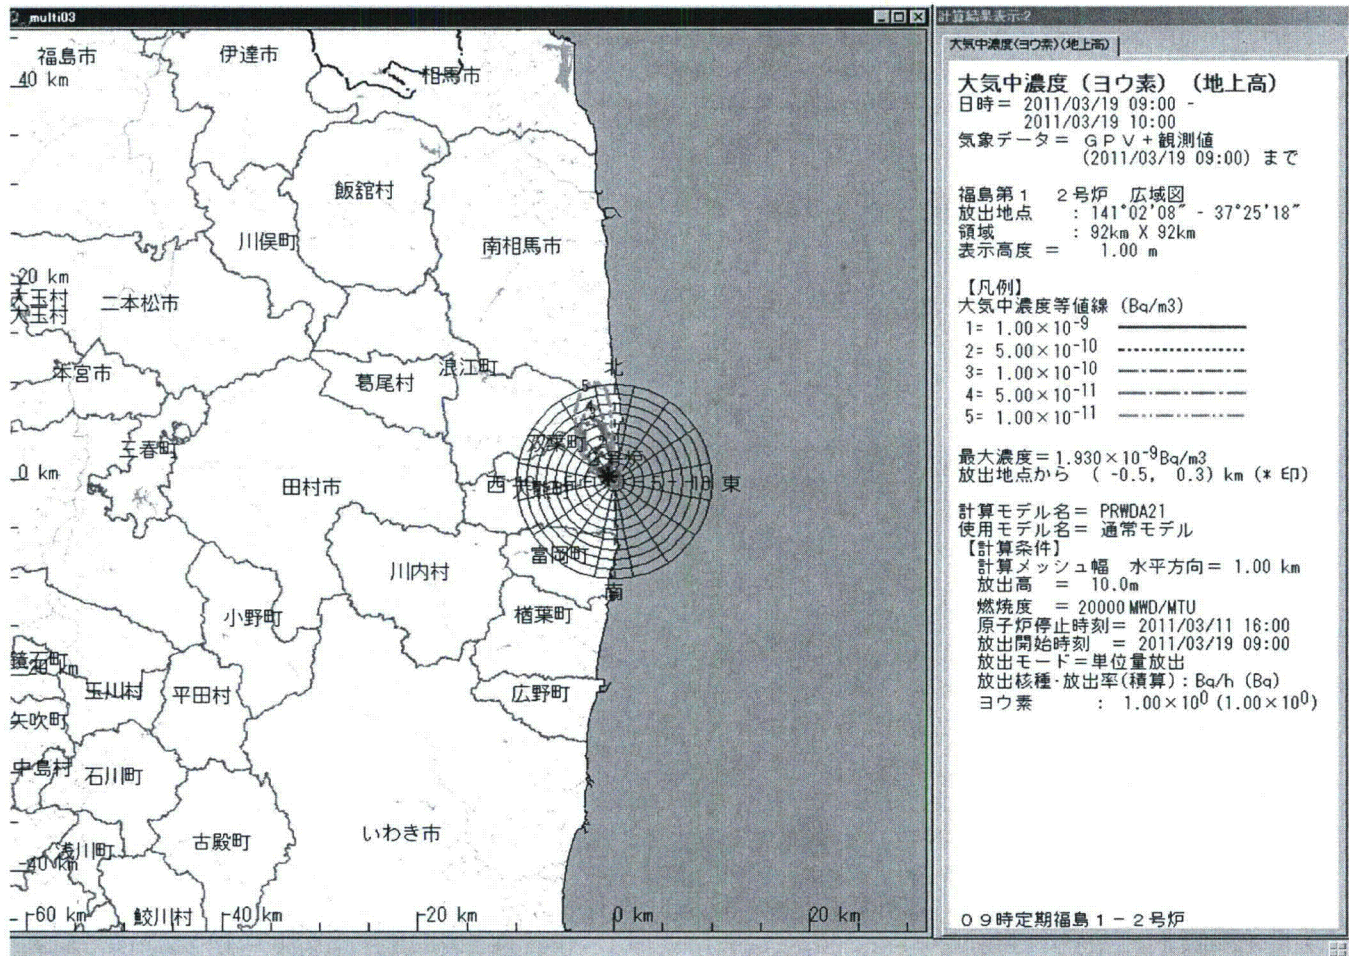 multi03
福島市
伊達市
相馬市
40 km
飯舘村
川俣町
南相馬市
20 km
大玉村
大玉村
二本松市
本宮市
葛尾村
浪江町
北
5
三春町
双葉町
0 km
田村市
西
東
川内村
富岡町
南
小野町
楢葉町
鏡石町
玉川村
平田村
広野町
矢吹町
中島村
石川町
いわき市
浅川町
古殿町
-40 km
鮫川村
-60 km
-40 km
-20 km
0 km
20 km
計算結果表示:2
大気中濃度(ヨウ素)(地上高)
大気中濃度（ヨウ素）（地上高）
日時＝ 2011/03/19 09:00 -
2011/03/19 10:00
気象データ＝ ＧＰＶ＋観測値
(2011/03/19 09:00) まで
福島第１　２号炉　広域図
放出地点　: 141°02'08" - 37°25'18"
領域　: 92km X 92km
表示高度 ＝　1.00 m
【凡例】
大気中濃度等値線 (Bq/m3)
1= 1.00×10⁻⁹
2= 5.00×10⁻¹⁰
3= 1.00×10⁻¹⁰
4= 5.00×10⁻¹¹
5= 1.00×10⁻¹¹
最大濃度＝1.930×10⁻⁹Bq/m3
放出地点から　( -0.5,　0.3) km (* 印)
計算モデル名＝ PRWDA21
使用モデル名＝ 通常モデル
【計算条件】
計算メッシュ幅　水平方向＝ 1.00 km
放出高　＝　10.0m
燃焼度　＝20000MWD/MTU
原子炉停止時刻＝ 2011/03/11 16:00
放出開始時刻　＝ 2011/03/19 09:00
放出モード＝単位量放出
放出核種･放出率(積算)：Bq/h (Bq)
ヨウ素　:　1.00×10⁰ (1.00×10⁰)
０９時定期福島１－２号炉